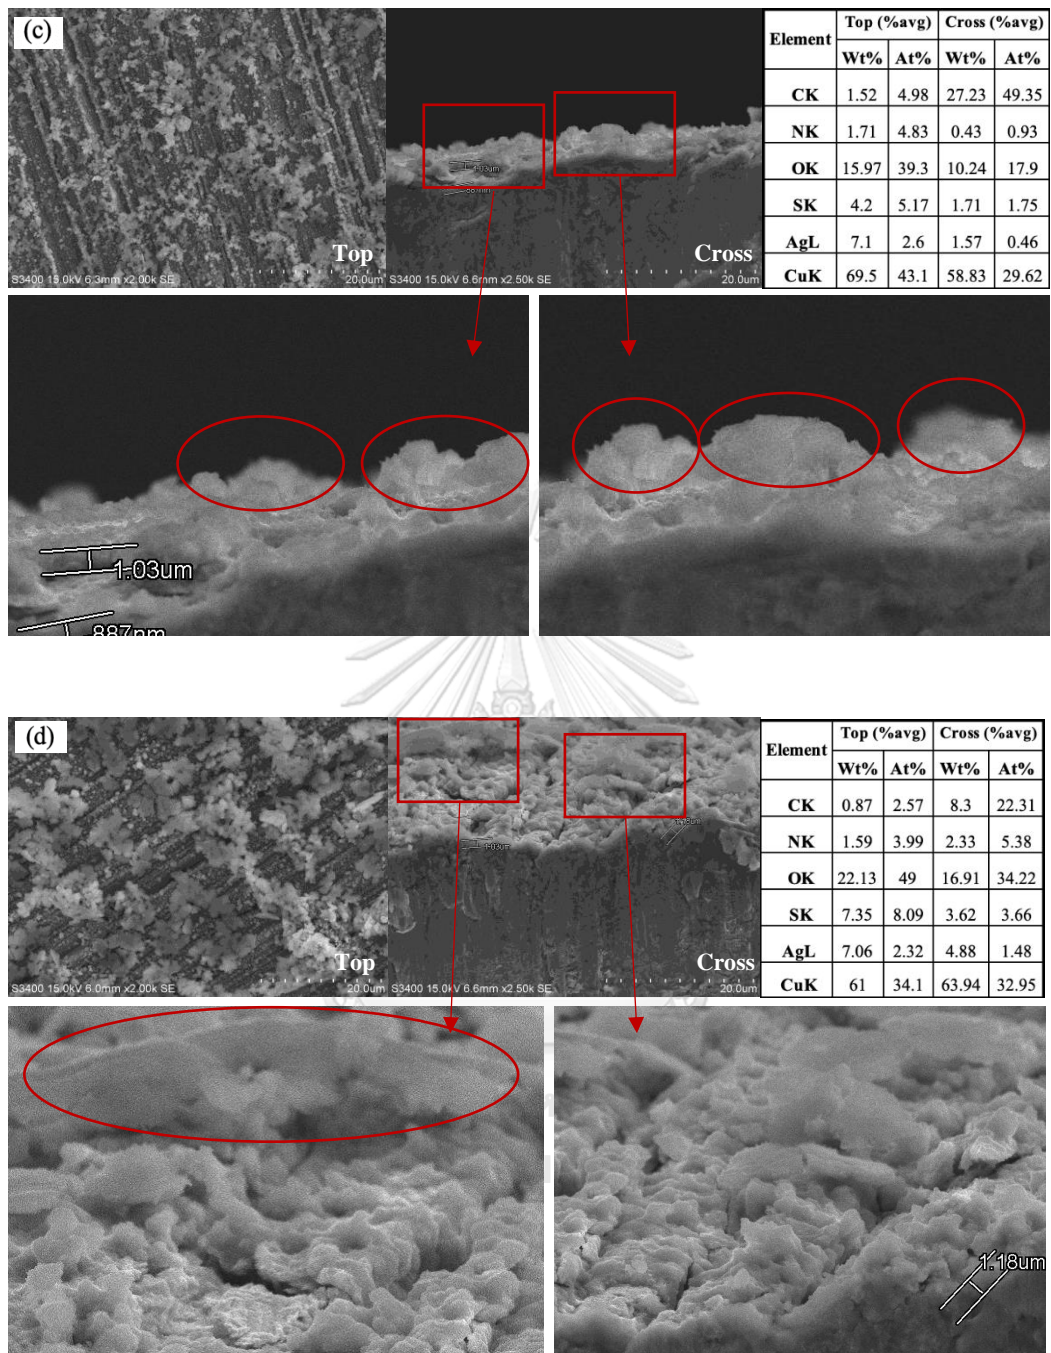 (c)
Top
S3400 15.0kV 6.3mm x2.00k SE 20.0um
1.03um
887nm
Cross
S3400 15.0kV 6.6mm x2.50k SE 20.0um
Element Top (%avg) Cross (%avg)
Wt% At% Wt% At%
CK 1.52 4.98 27.23 49.35
NK 1.71 4.83 0.43 0.93
OK 15.97 39.3 10.24 17.9
SK 4.2 5.17 1.71 1.75
AgL 7.1 2.6 1.57 0.46
CuK 69.5 43.1 58.83 29.62
1.03um
887nm
(d)
Top
S3400 15.0kV 6.0mm x2.00k SE 20.0um
1.03um
1.18um
Cross
S3400 15.0kV 6.6mm x2.50k SE 20.0um
Element Top (%avg) Cross (%avg)
Wt% At% Wt% At%
CK 0.87 2.57 8.3 22.31
NK 1.59 3.99 2.33 5.38
OK 22.13 49 16.91 34.22
SK 7.35 8.09 3.62 3.66
AgL 7.06 2.32 4.88 1.48
CuK 61 34.1 63.94 32.95
1.18um